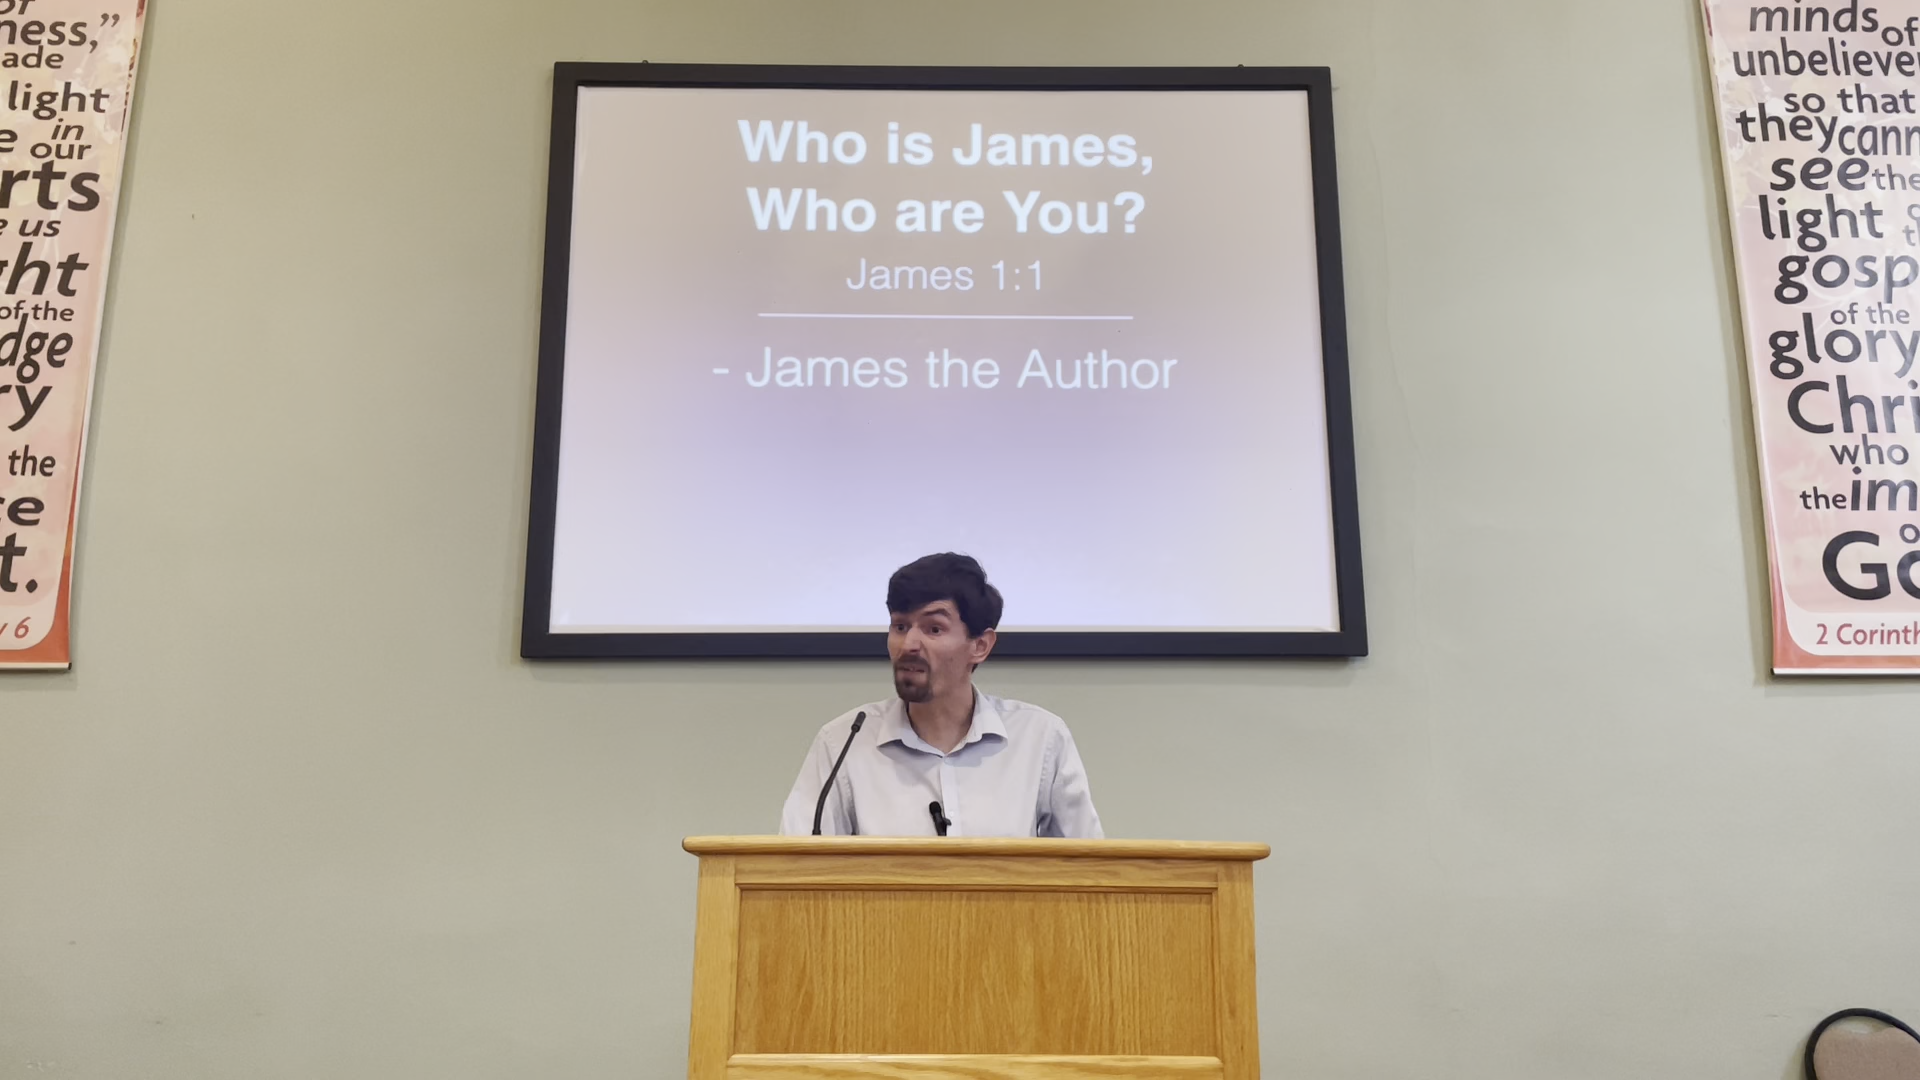 ness,”
ade
light
in
our
rts
us
ght
of the
dge
ry
the
ce
t.
6
Who is James,
Who are You?
James 1:1
- James the Author
minds of
unbelieve
so that
they cann
see the
light
gosp
of the
glory
Chri
who
the im
Go
2 Corinth